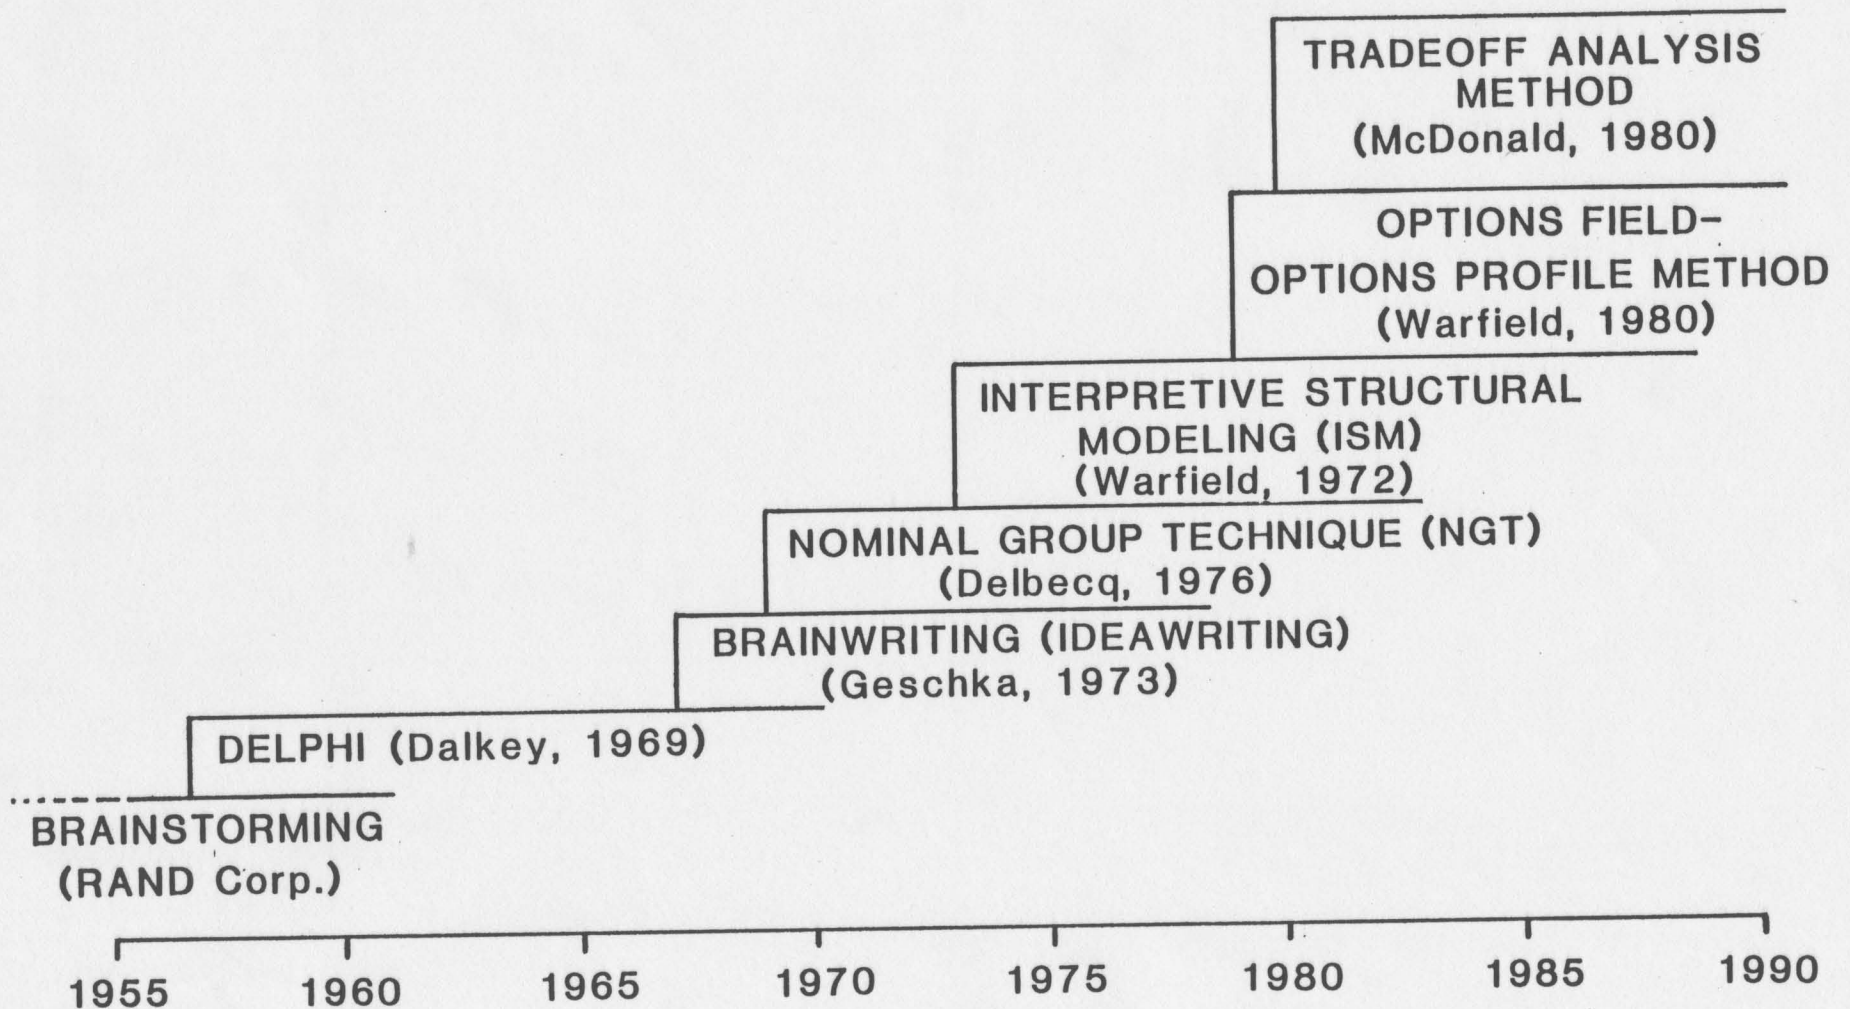 TRADEOFF ANALYSIS
METHOD
(McDonald, 1980)
OPTIONS FIELD-
OPTIONS PROFILE METHOD
(Warfield, 1980)
INTERPRETIVE STRUCTURAL
MODELING (ISM)
(Warfield, 1972)
NOMINAL GROUP TECHNIQUE (NGT)
(Delbecq, 1976)
BRAINWRITING (IDEAWRITING)
(Geschka, 1973)
DELPHI (Dalkey, 1969)
BRAINSTORMING
(RAND Corp.)
1955 1960 1965 1970 1975 1980 1985 1990